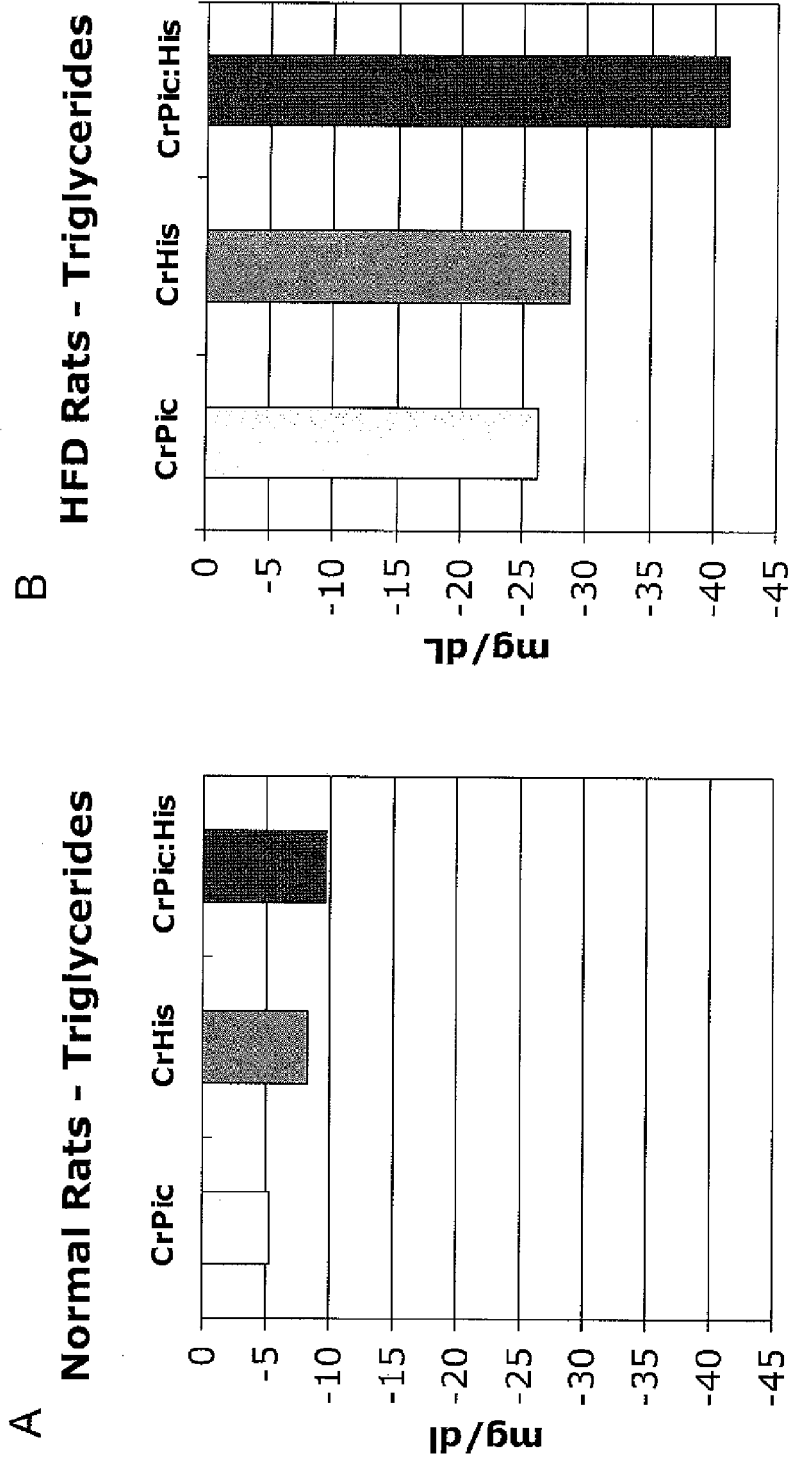 A
Normal Rats - Triglycerides
CrPic CrHis CrPic:His
0
-5
-10
-15
-20
-25
-30
-35
-40
-45
mg/dl
B
HFD Rats - Triglycerides
CrPic CrHis CrPic:His
0
-5
-10
-15
-20
-25
-30
-35
-40
-45
mg/dL